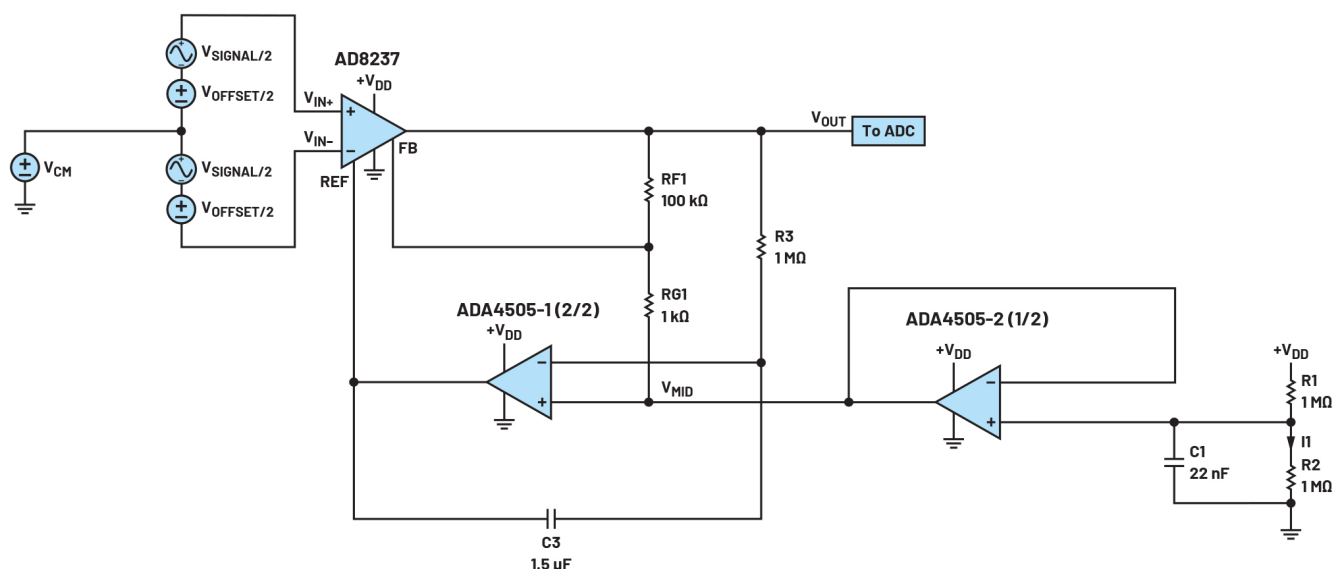 VSIGNAL/2
VOFFSET/2
VCM
VSIGNAL/2
VOFFSET/2
AD8237
+VDD
VIN+
VIN−
+
−
REF
FB
VOUT
To ADC
RF1
100 kΩ
R3
1 MΩ
RG1
1 kΩ
ADA4505-1 (2/2)
+VDD
−
+
VMID
ADA4505-2 (1/2)
+VDD
−
+
+VDD
R1
1 MΩ
I1
R2
1 MΩ
C1
22 nF
C3
1.5 µF